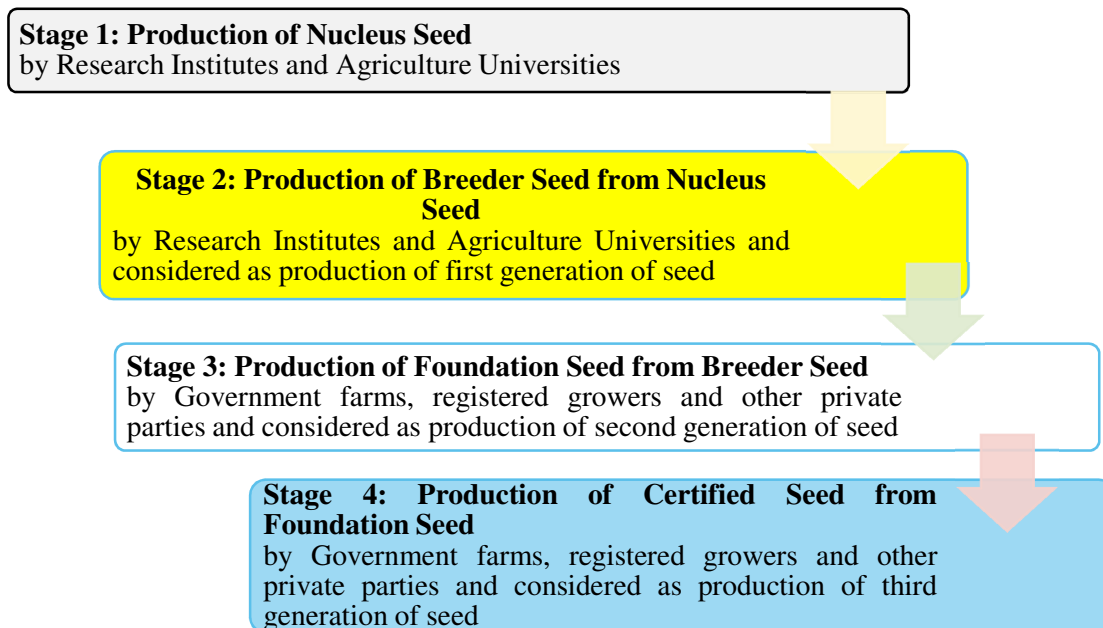 Stage 1: Production of Nucleus Seed
by Research Institutes and Agriculture Universities
Stage 2: Production of Breeder Seed from Nucleus
Seed
by Research Institutes and Agriculture Universities and
considered as production of first generation of seed
Stage 3: Production of Foundation Seed from Breeder Seed
by Government farms, registered growers and other private
parties and considered as production of second generation of seed
Stage 4: Production of Certified Seed from
Foundation Seed
by Government farms, registered growers and other
private parties and considered as production of third
generation of seed